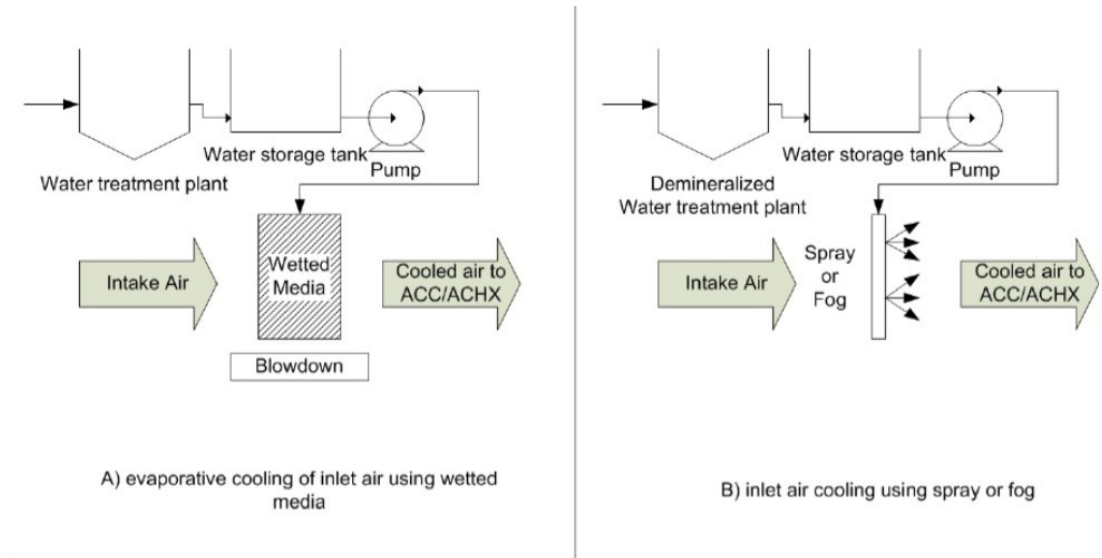 Water storage tank
Pump
Water treatment plant
Wetted
Media
Intake Air
Cooled air to
ACC/ACHX
Blowdown
A) evaporative cooling of inlet air using wetted
media
Water storage tank
Pump
Demineralized
Water treatment plant
Spray
or
Fog
Intake Air
Cooled air to
ACC/ACHX
B) inlet air cooling using spray or fog